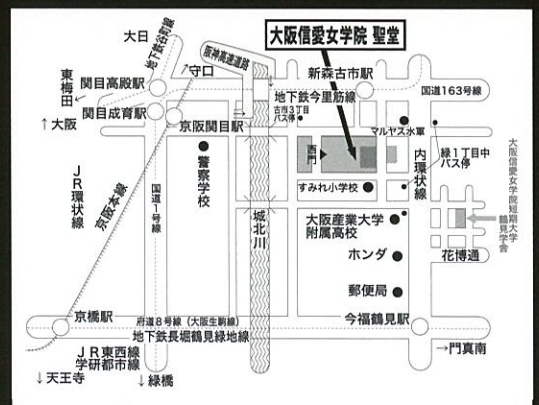 大阪信愛女学院 聖堂
大日
地下鉄谷町線
阪神高速道路
↗守口
新森古市駅
東梅田
関目高殿駅
地下鉄今里筋線
国道163号線
古市3丁目
バス停
関目成育駅
↑大阪
京阪関目駅
マルヤス水軍
西門
緑1丁目中
バス停
警察学校
すみれ小学校
内環状線
JR環状線
京阪本線
国道1号線
城北川
大阪産業大学
附属高校
大阪信愛女学院短期大学
鶴見学舎
ホンダ
花博通
郵便局
京橋駅
府道8号線(大阪生駒線)
今福鶴見駅
地下鉄長堀鶴見緑地線
JR東西線
学研都市線
→門真南
↓天王寺
↓緑橋